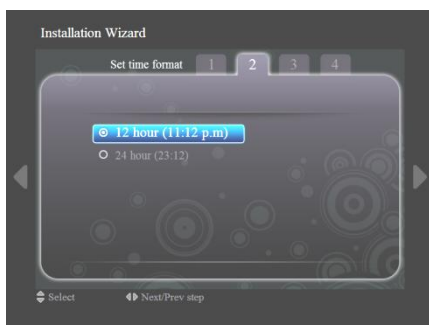 Installation Wizard
Set time format 1 2 3 4
12 hour (11:12 p.m)
24 hour (23:12)
Select Next/Prev step